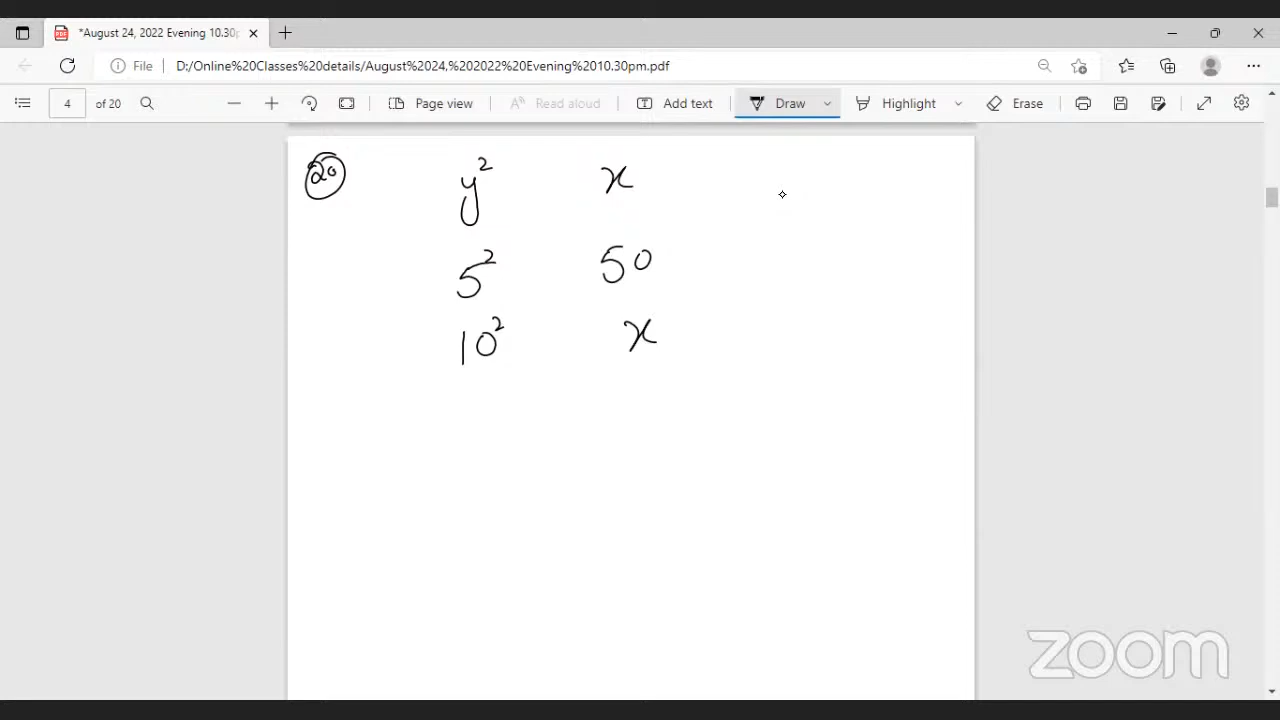 *August 24, 2022 Evening 10.30p
File D:/Online%20Classes%20details/August%2024,%202022%20Evening%2010.30pm.pdf
4 of 20 Page view Read aloud Add text Draw Highlight Erase
20 y² x
5² 50
10² x
zoom